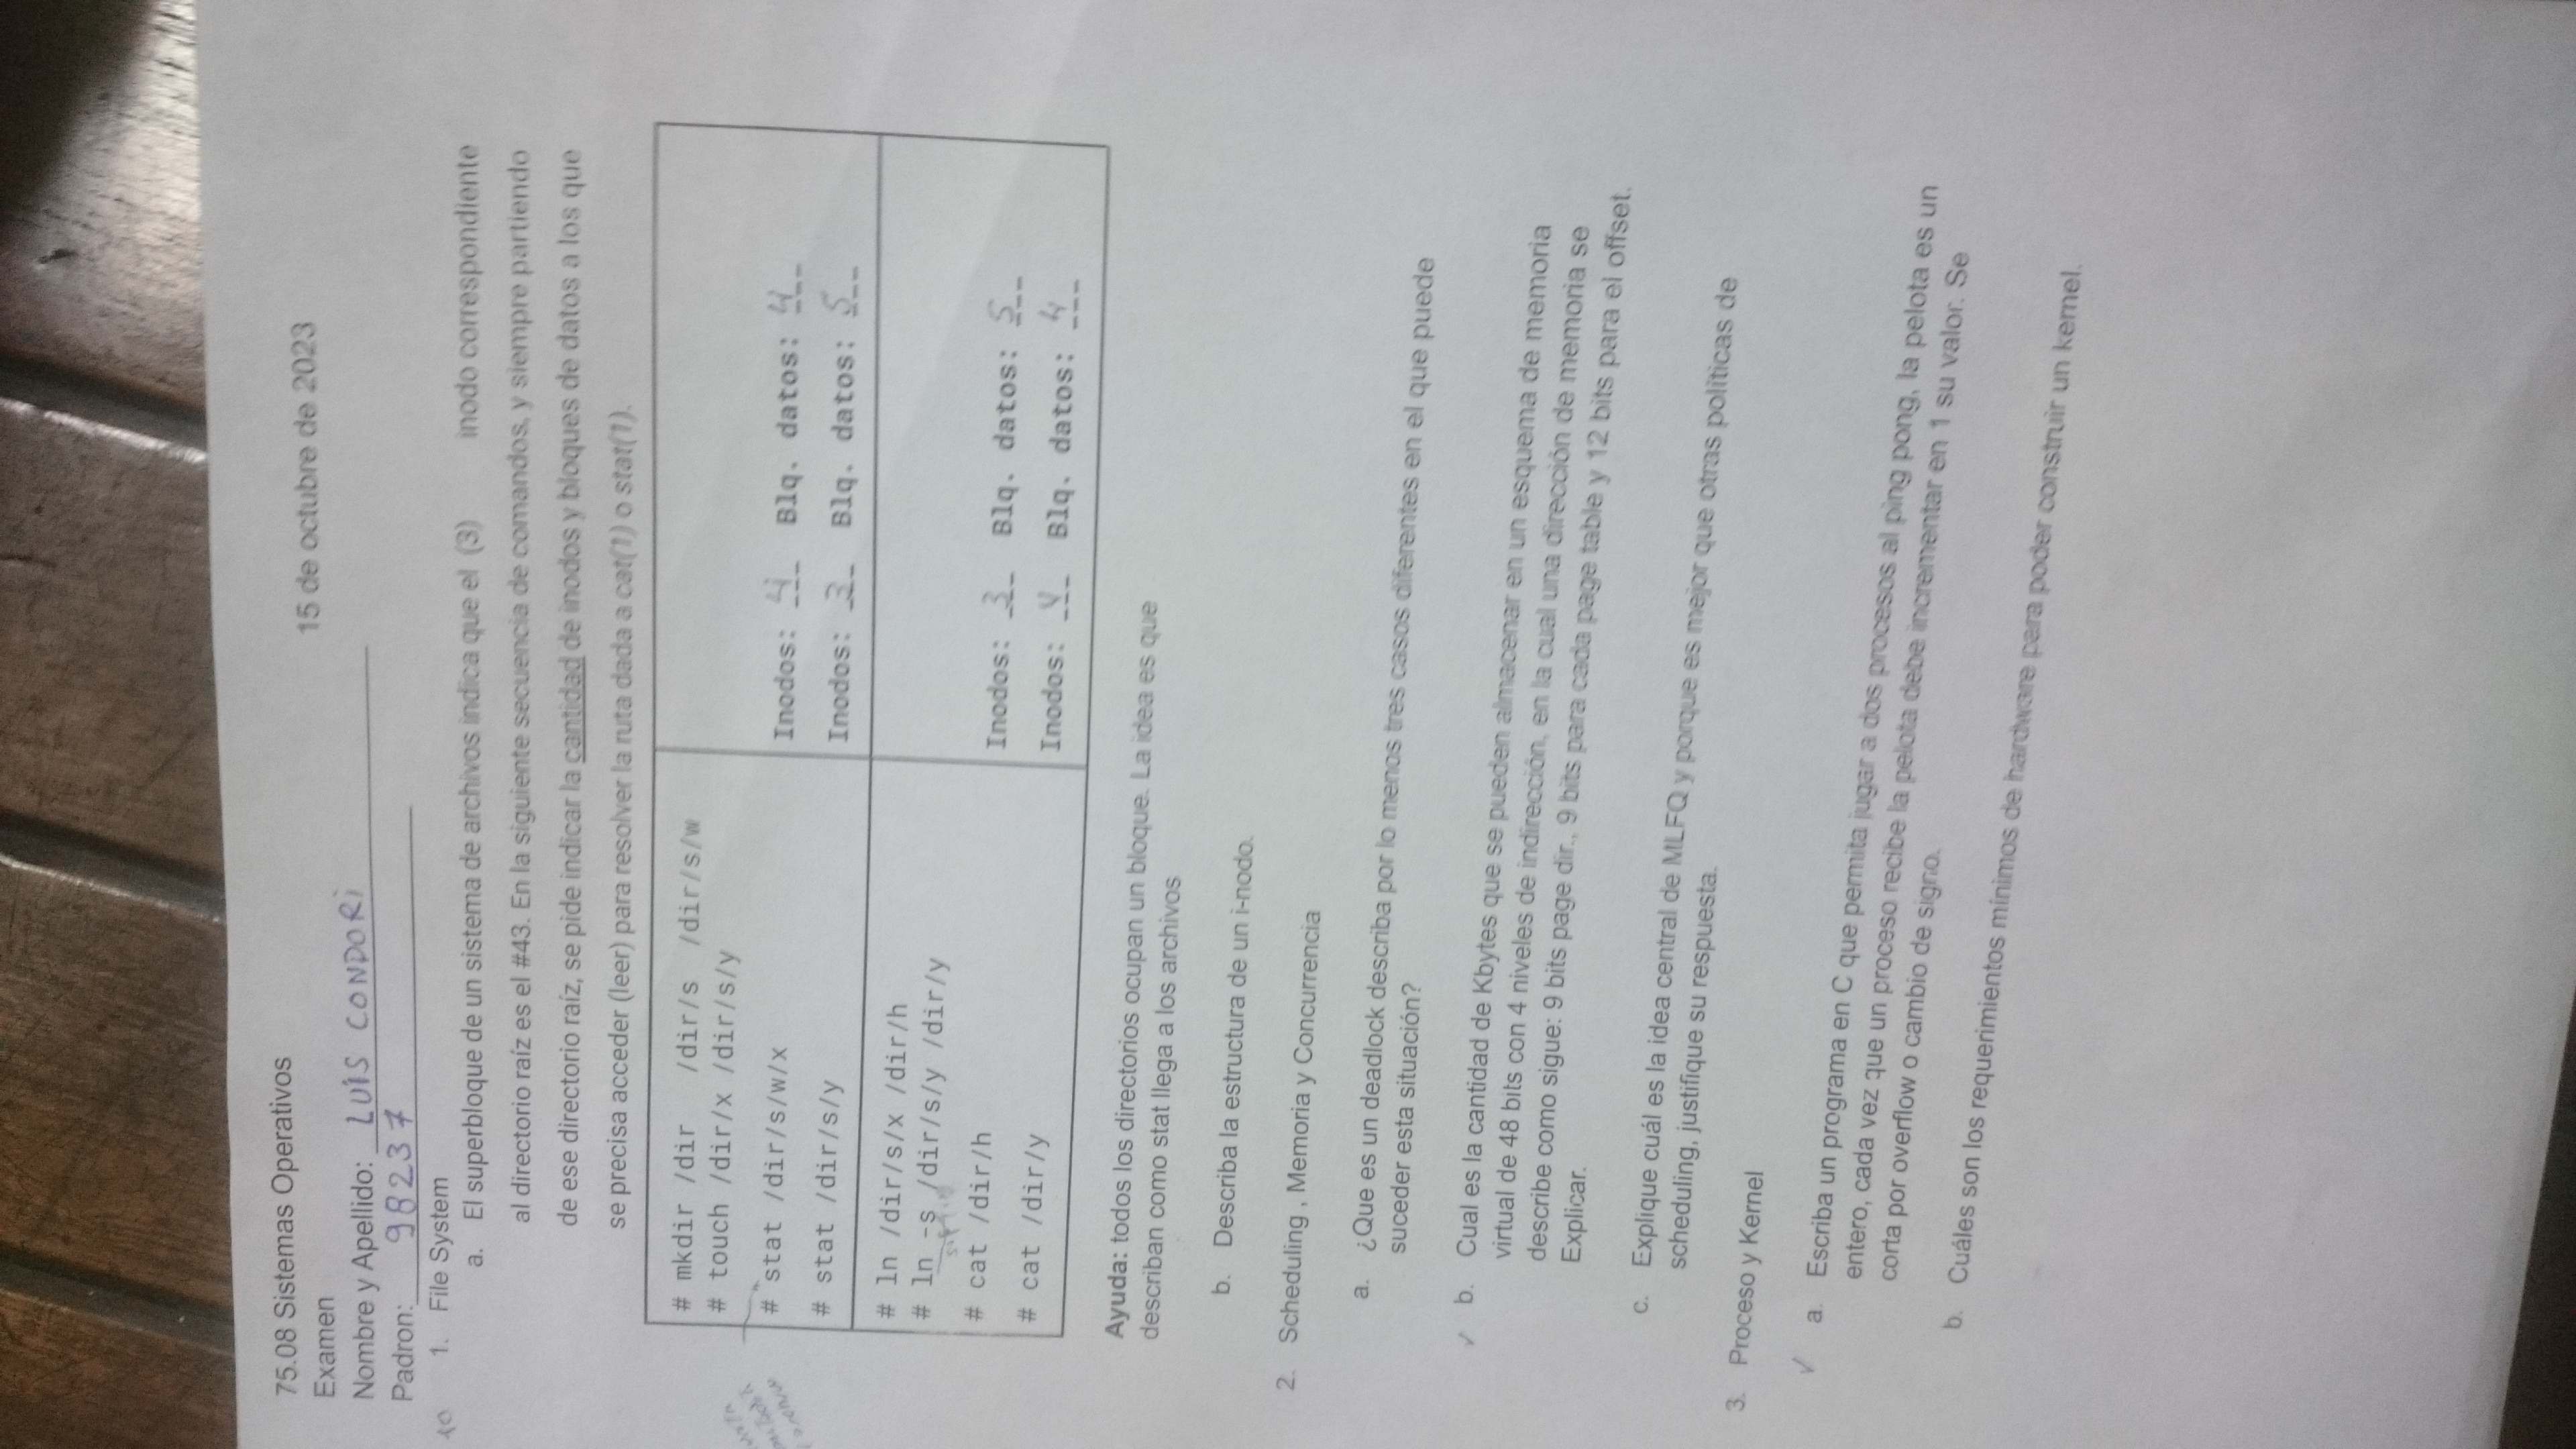 75.08 Sistemas Operativos
15 de octubre de 2023
Examen
Nombre y Apellido: LUIS CONDORI
Padron: 98237
10 1. File System
a. El superbloque de un sistema de archivos indica que el (3) inodo correspondiente
al directorio raíz es el #43. En la siguiente secuencia de comandos, y siempre partiendo
de ese directorio raíz, se pide indicar la cantidad de inodos y bloques de datos a los que
se precisa acceder (leer) para resolver la ruta dada a cat(1) o stat(1).
# mkdir /dir /dir/s /dir/s/w
# touch /dir/x /dir/s/y
# stat /dir/s/w/x Inodos: 4 Blq. datos: 4
# stat /dir/s/y Inodos: 3 Blq. datos: 5
# ln /dir/s/x /dir/h
# ln -s /dir/s/y /dir/y
# cat /dir/h Inodos: 3 Blq. datos: 5
# cat /dir/y Inodos: 4 Blq. datos: 4
Ayuda: todos los directorios ocupan un bloque. La idea es que
describan como stat llega a los archivos
b. Describa la estructura de un i-nodo.
2. Scheduling , Memoria y Concurrencia
a. ¿Que es un deadlock describa por lo menos tres casos diferentes en el que puede
suceder esta situación?
✓ b. Cual es la cantidad de Kbytes que se pueden almacenar en un esquema de memoria
virtual de 48 bits con 4 niveles de indirección, en la cual una dirección de memoria se
describe como sigue: 9 bits page dir., 9 bits para cada page table y 12 bits para el offset.
Explicar.
c. Explique cuál es la idea central de MLFQ y porque es mejor que otras políticas de
scheduling, justifique su respuesta.
3. Proceso y Kernel
✓ a. Escriba un programa en C que permita jugar a dos procesos al ping pong, la pelota es un
entero, cada vez que un proceso recibe la pelota debe incrementar en 1 su valor. Se
corta por overflow o cambio de signo.
b. Cuáles son los requerimientos mínimos de hardware para poder construir un kernel.